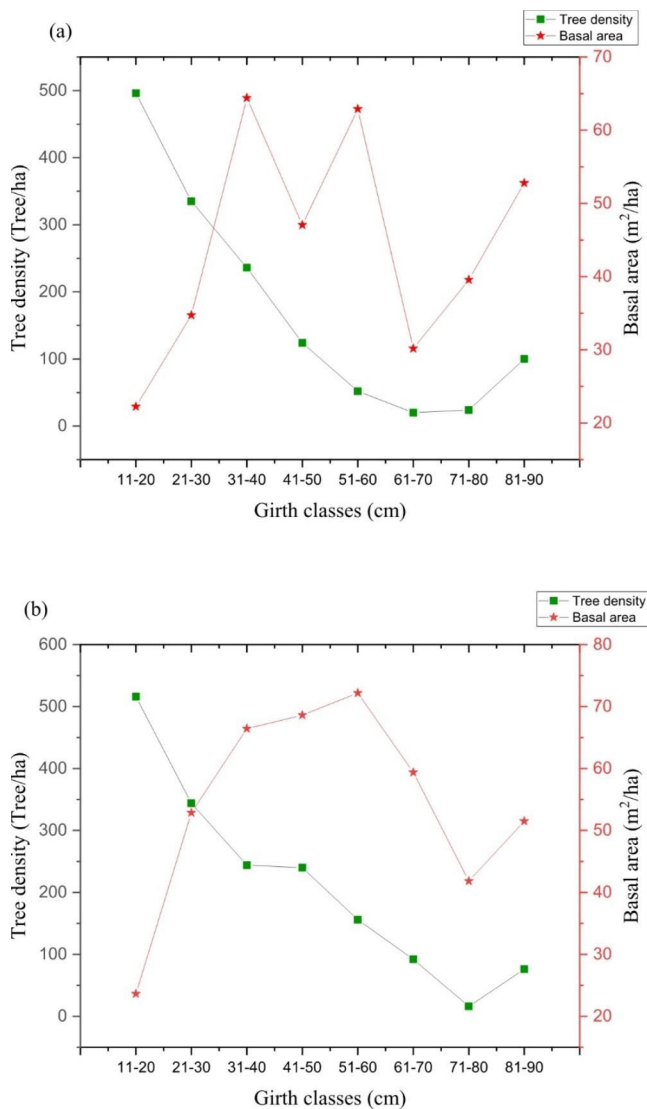 (a)
Tree density
Basal area
Tree density (Tree/ha)
500
400
300
200
100
0
70
60
50
40
30
20
Basal area (m²/ha)
11-20 21-30 31-40 41-50 51-60 61-70 71-80 81-90
Girth classes (cm)
(b)
Tree density
Basal area
Tree density (Tree/ha)
600
500
400
300
200
100
0
80
70
60
50
40
30
20
Basal area (m²/ha)
11-20 21-30 31-40 41-50 51-60 61-70 71-80 81-90
Girth classes (cm)